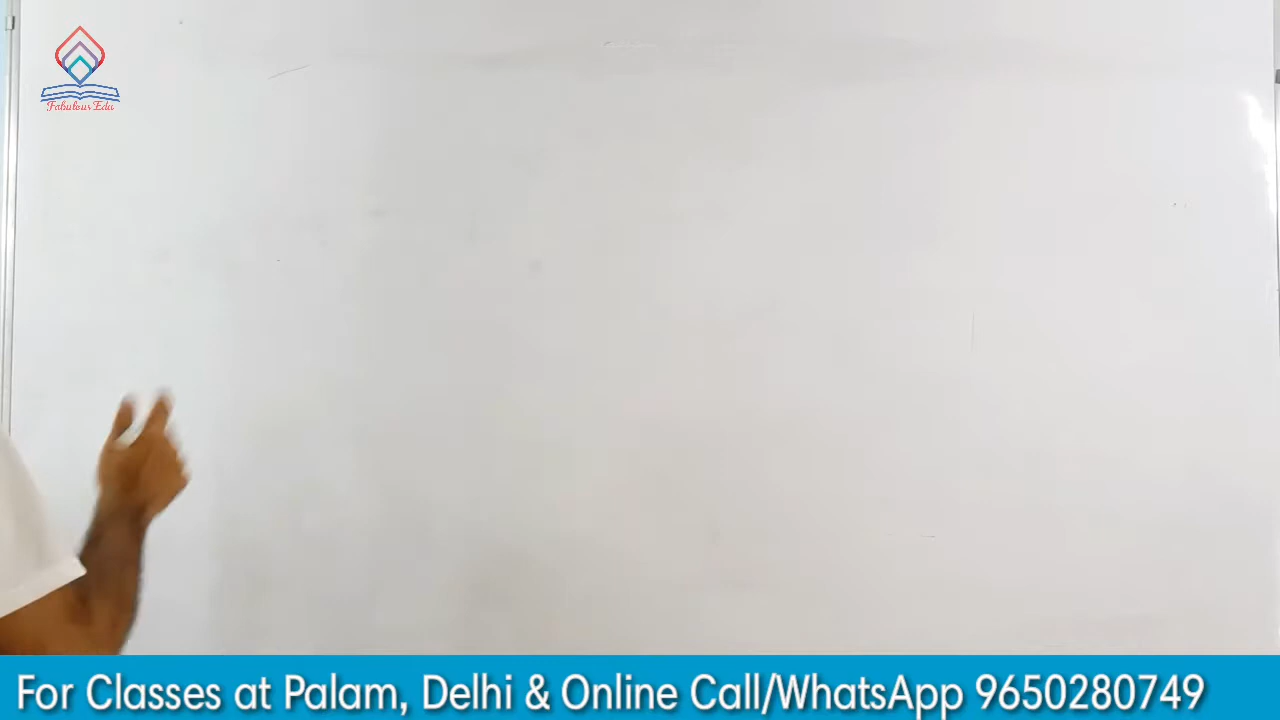 Fabulous Edu
For Classes at Palam, Delhi & Online Call/WhatsApp 9650280749